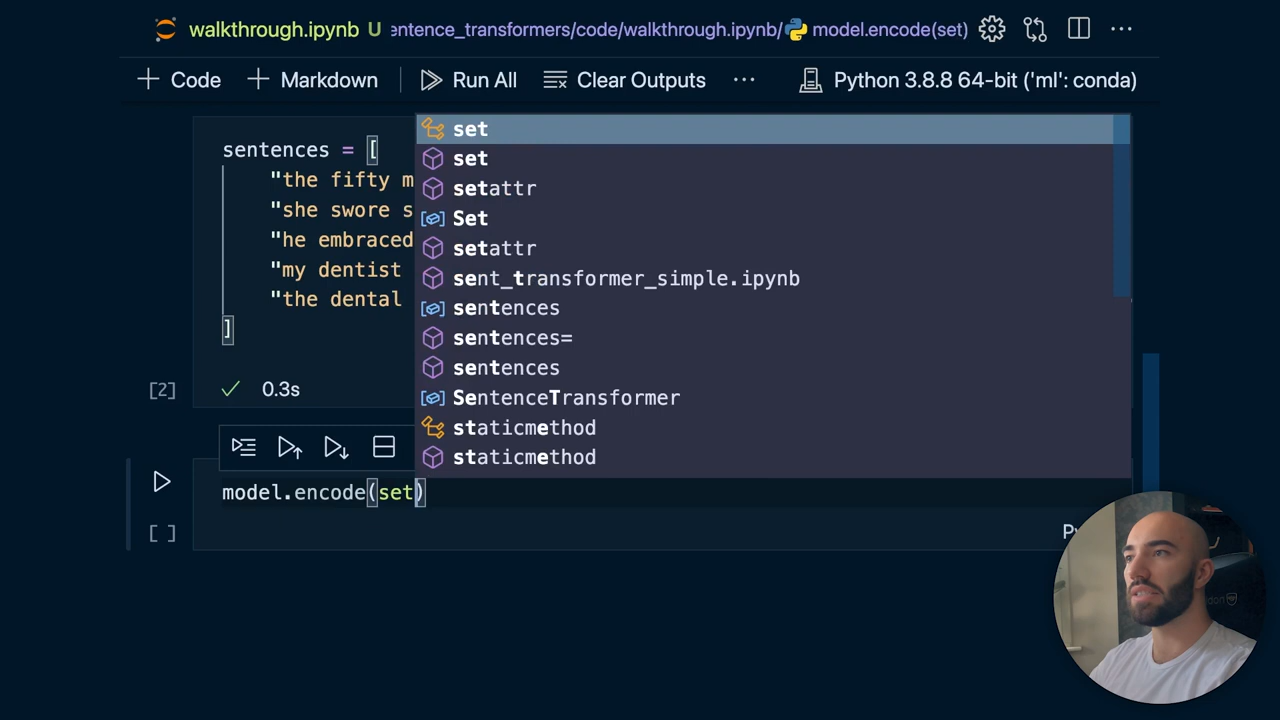 walkthrough.ipynb U entence_transformers/code/walkthrough.ipynb/ model.encode(set) ...
+ Code + Markdown Run All Clear Outputs ... Python 3.8.8 64-bit ('ml': conda)
sentences = [
"the fifty m
"she swore s
"he embraced
"my dentist
"the dental
]
[2] ✓ 0.3s
set
set
setattr
Set
setattr
sent_transformer_simple.ipynb
sentences
sentences=
sentences
SentenceTransformer
staticmethod
staticmethod
model.encode(set)
[ ]